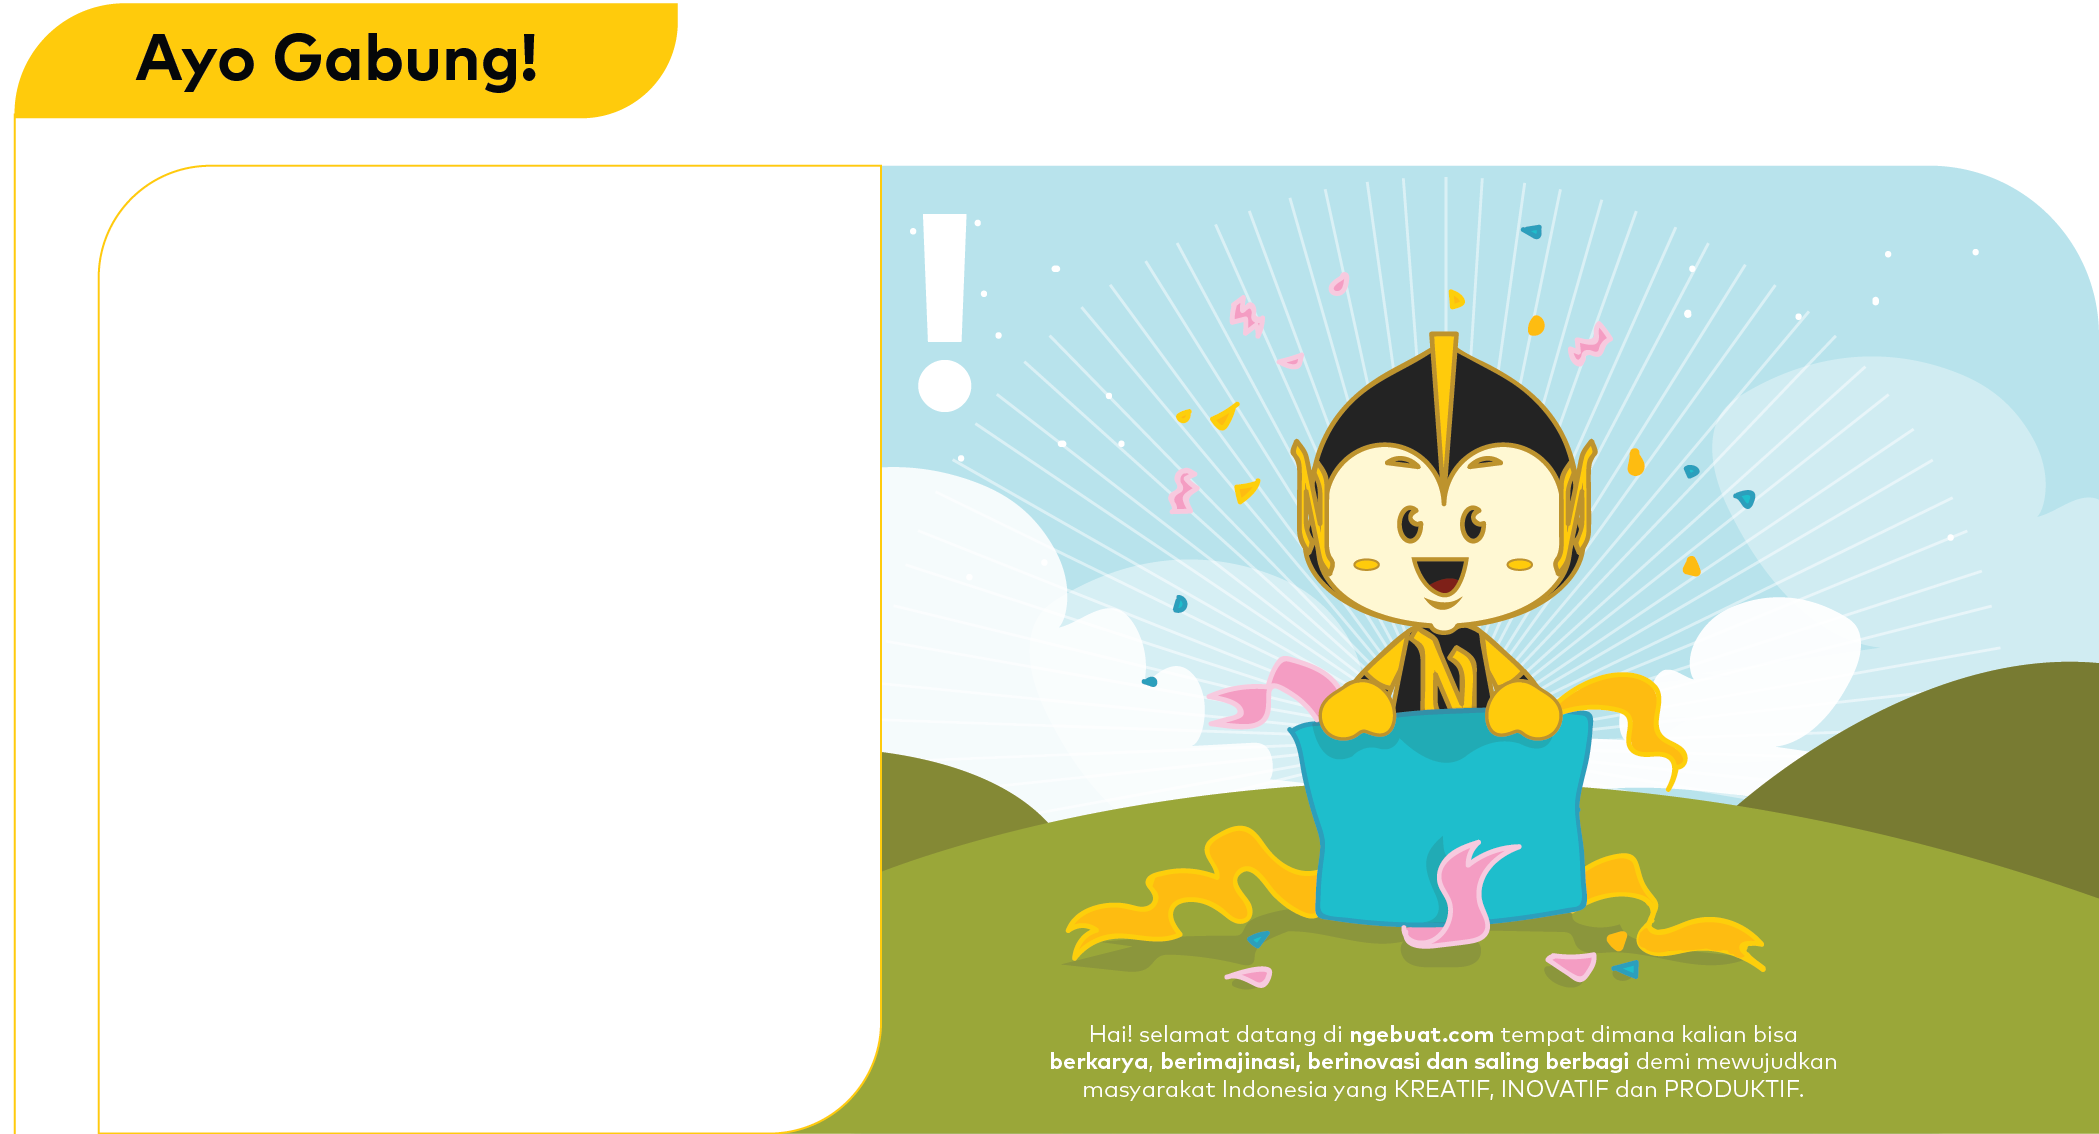 Ayo Gabung!
!
N
Hai! selamat datang di ngebuat.com tempat dimana kalian bisa
berkarya, berimajinasi, berinovasi dan saling berbagi demi mewujudkan
masyarakat Indonesia yang KREATIF, INOVATIF dan PRODUKTIF.